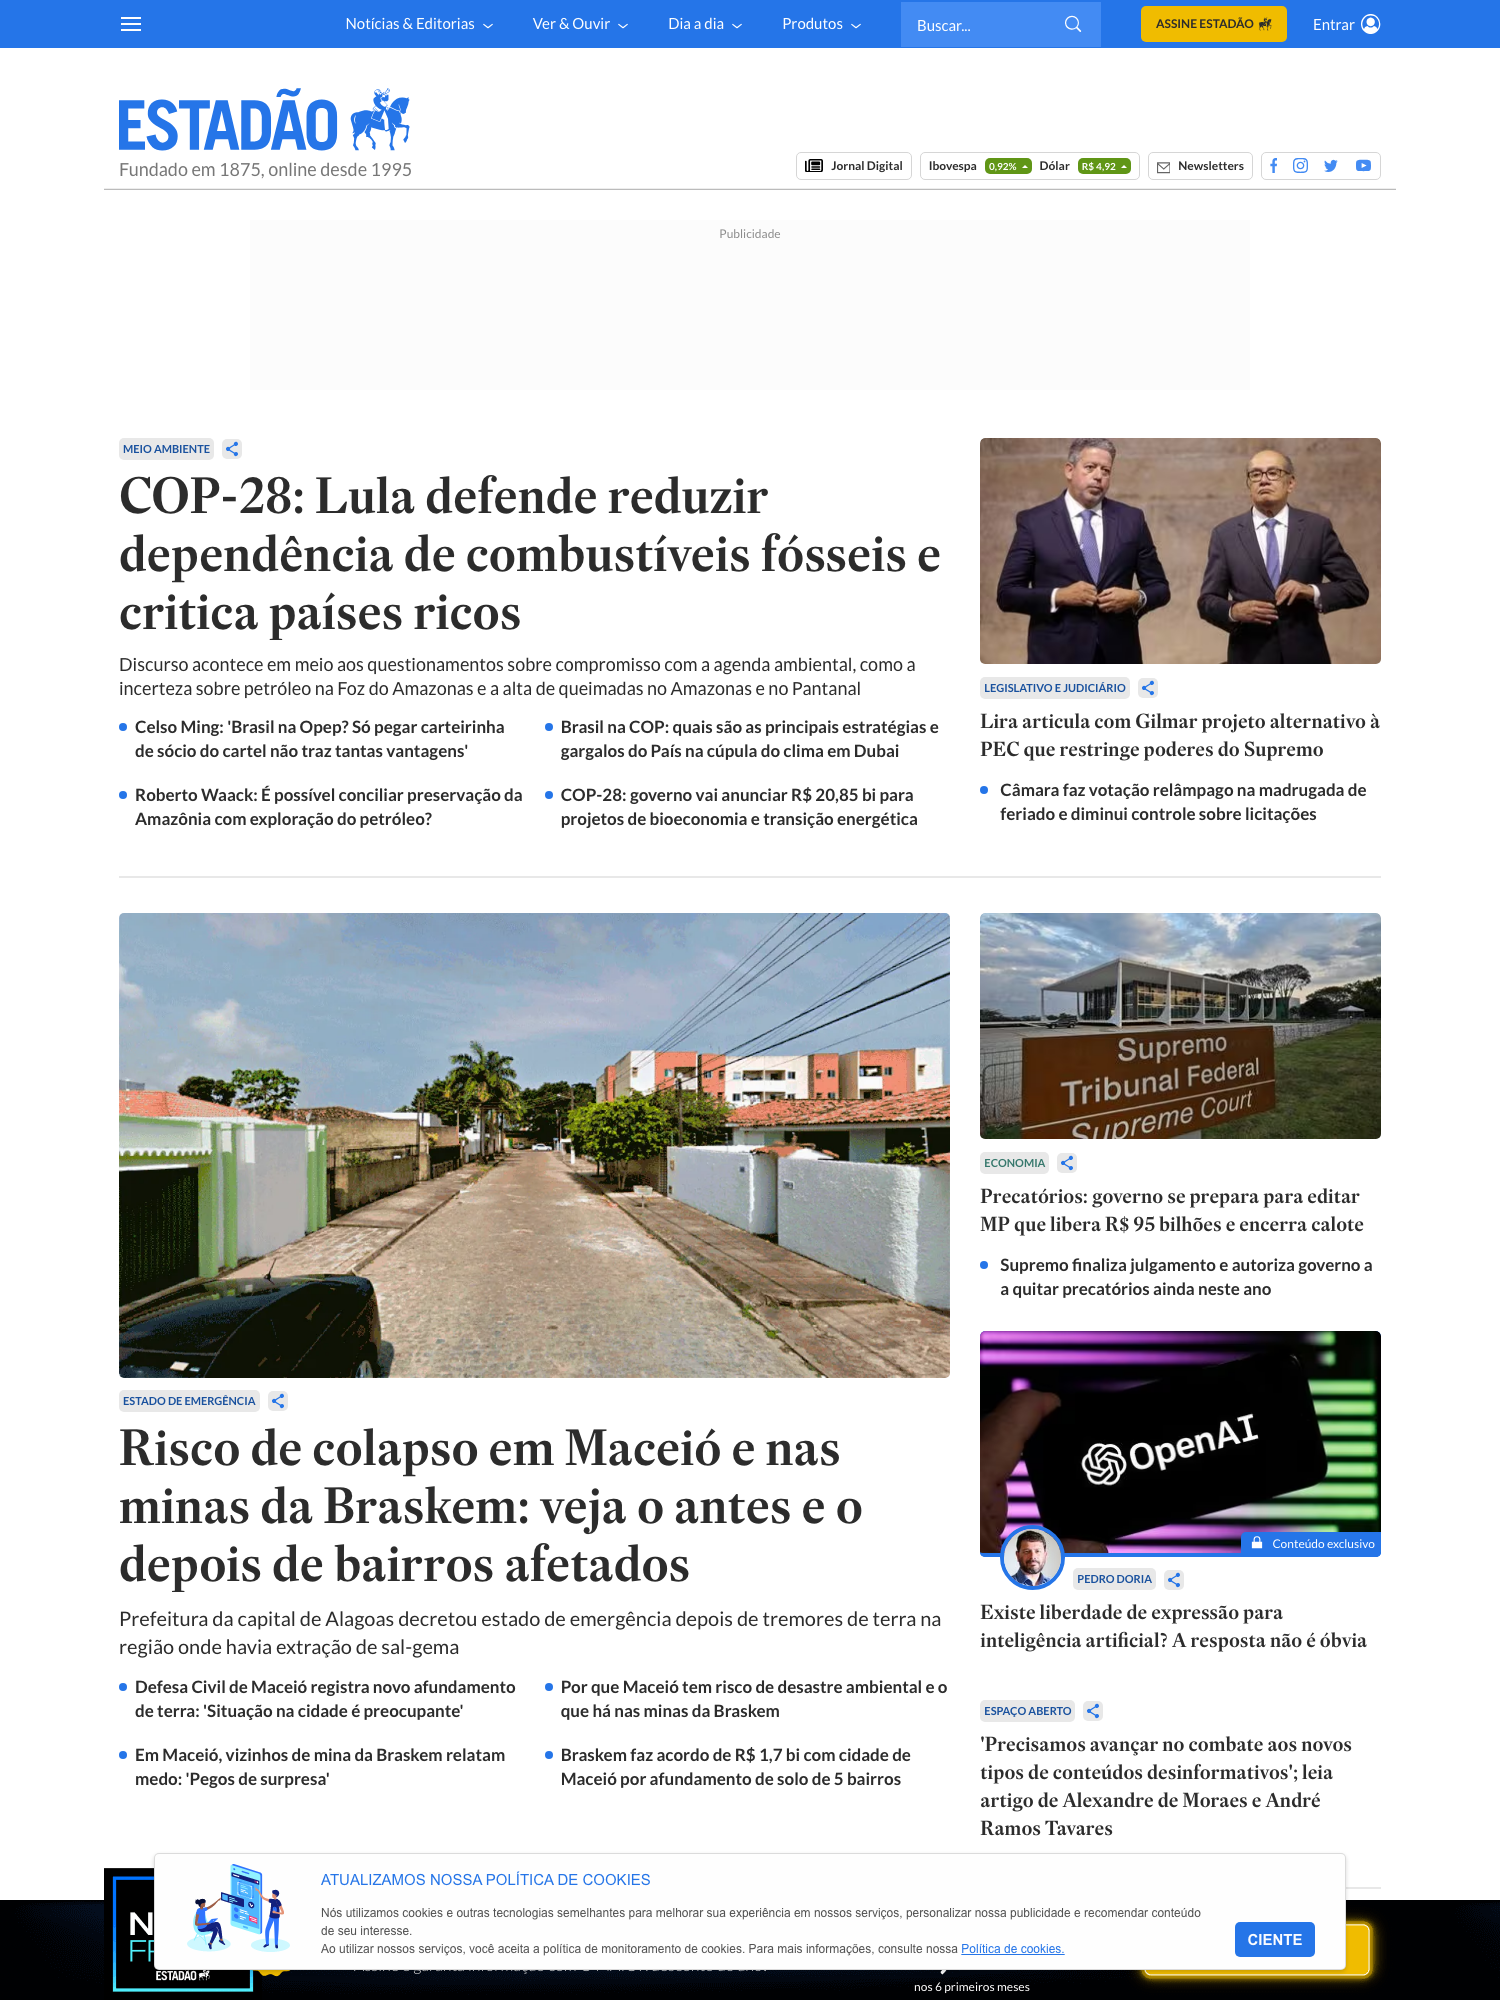 Notícias & Editorias
Ver & Ouvir
Dia a dia
Produtos
Buscar...
ASSINE ESTADÃO
Entrar
ESTADÃO
Fundado em 1875, online desde 1995
Jornal Digital
Ibovespa 0,92% Dólar R$ 4,92
Newsletters
Publicidade
MEIO AMBIENTE
COP-28: Lula defende reduzir
dependência de combustíveis fósseis e
critica países ricos
Discurso acontece em meio aos questionamentos sobre compromisso com a agenda ambiental, como a
incerteza sobre petróleo na Foz do Amazonas e a alta de queimadas no Amazonas e no Pantanal
Celso Ming: 'Brasil na Opep? Só pegar carteirinha
de sócio do cartel não traz tantas vantagens'
Brasil na COP: quais são as principais estratégias e
gargalos do País na cúpula do clima em Dubai
Roberto Waack: É possível conciliar preservação da
Amazônia com exploração do petróleo?
COP-28: governo vai anunciar R$ 20,85 bi para
projetos de bioeconomia e transição energética
LEGISLATIVO E JUDICIÁRIO
Lira articula com Gilmar projeto alternativo à
PEC que restringe poderes do Supremo
Câmara faz votação relâmpago na madrugada de
feriado e diminui controle sobre licitações
ESTADO DE EMERGÊNCIA
Risco de colapso em Maceió e nas
minas da Braskem: veja o antes e o
depois de bairros afetados
Prefeitura da capital de Alagoas decretou estado de emergência depois de tremores de terra na
região onde havia extração de sal-gema
Defesa Civil de Maceió registra novo afundamento
de terra: 'Situação na cidade é preocupante'
Por que Maceió tem risco de desastre ambiental e o
que há nas minas da Braskem
Em Maceió, vizinhos de mina da Braskem relatam
medo: 'Pegos de surpresa'
Braskem faz acordo de R$ 1,7 bi com cidade de
Maceió por afundamento de solo de 5 bairros
Supremo
Tribunal Federal
Supreme Court
ECONOMIA
Precatórios: governo se prepara para editar
MP que libera R$ 95 bilhões e encerra calote
Supremo finaliza julgamento e autoriza governo a
a quitar precatórios ainda neste ano
OpenAI
Conteúdo exclusivo
PEDRO DORIA
Existe liberdade de expressão para
inteligência artificial? A resposta não é óbvia
ESPAÇO ABERTO
'Precisamos avançar no combate aos novos
tipos de conteúdos desinformativos'; leia
artigo de Alexandre de Moraes e André
Ramos Tavares
ATUALIZAMOS NOSSA POLÍTICA DE COOKIES
Nós utilizamos cookies e outras tecnologias semelhantes para melhorar sua experiência em nossos serviços, personalizar nossa publicidade e recomendar conteúdo
de seu interesse.
Ao utilizar nossos serviços, você aceita a política de monitoramento de cookies. Para mais informações, consulte nossa Política de cookies.
CIENTE
ESTADÃO
nos 6 primeiros meses